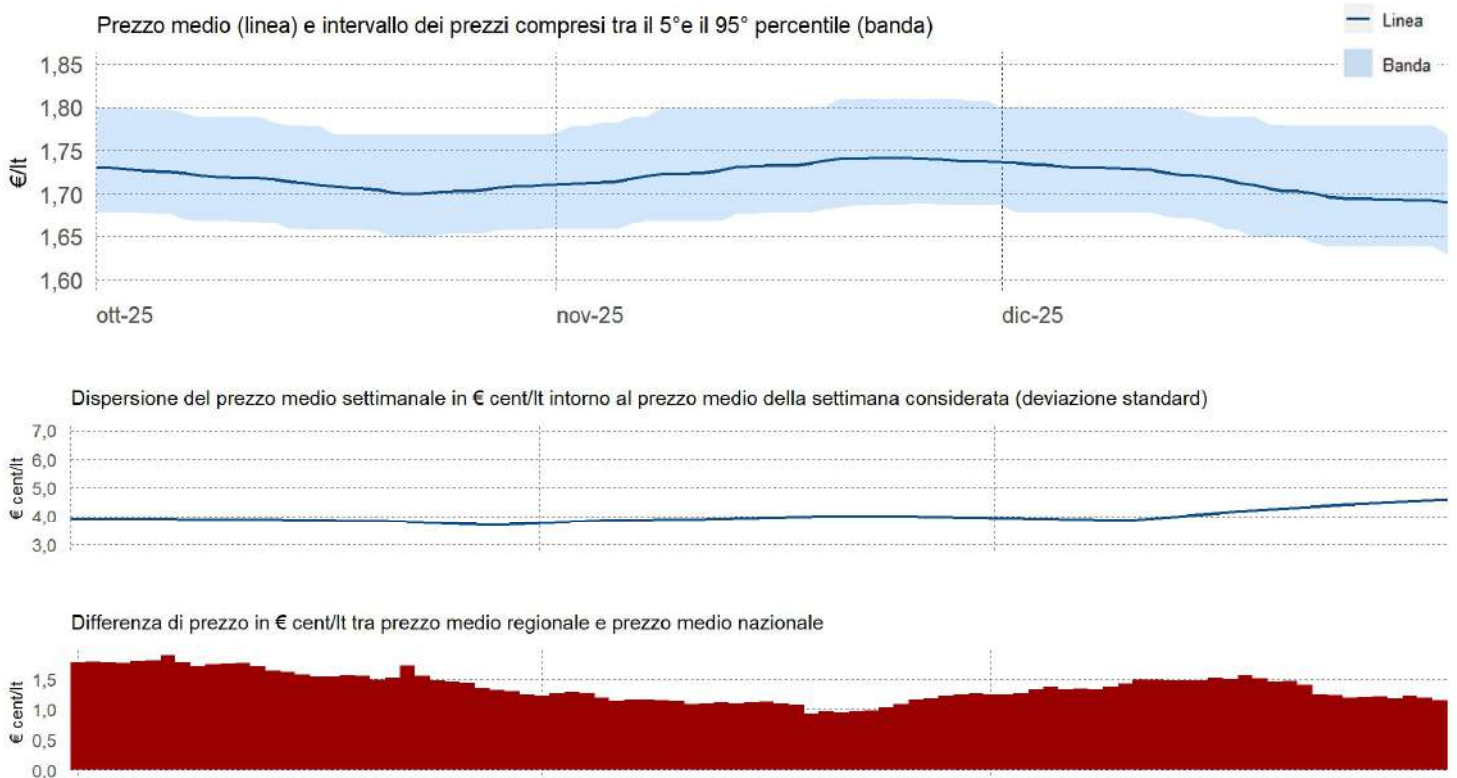 Prezzo medio (linea) e intervallo dei prezzi compresi tra il 5°e il 95° percentile (banda)
Linea
Banda
€/lt
1,85
1,80
1,75
1,70
1,65
1,60
ott-25
nov-25
dic-25
Dispersione del prezzo medio settimanale in € cent/lt intorno al prezzo medio della settimana considerata (deviazione standard)
€ cent/lt
7,0
6,0
5,0
4,0
3,0
Differenza di prezzo in € cent/lt tra prezzo medio regionale e prezzo medio nazionale
€ cent/lt
1,5
1,0
0,5
0,0